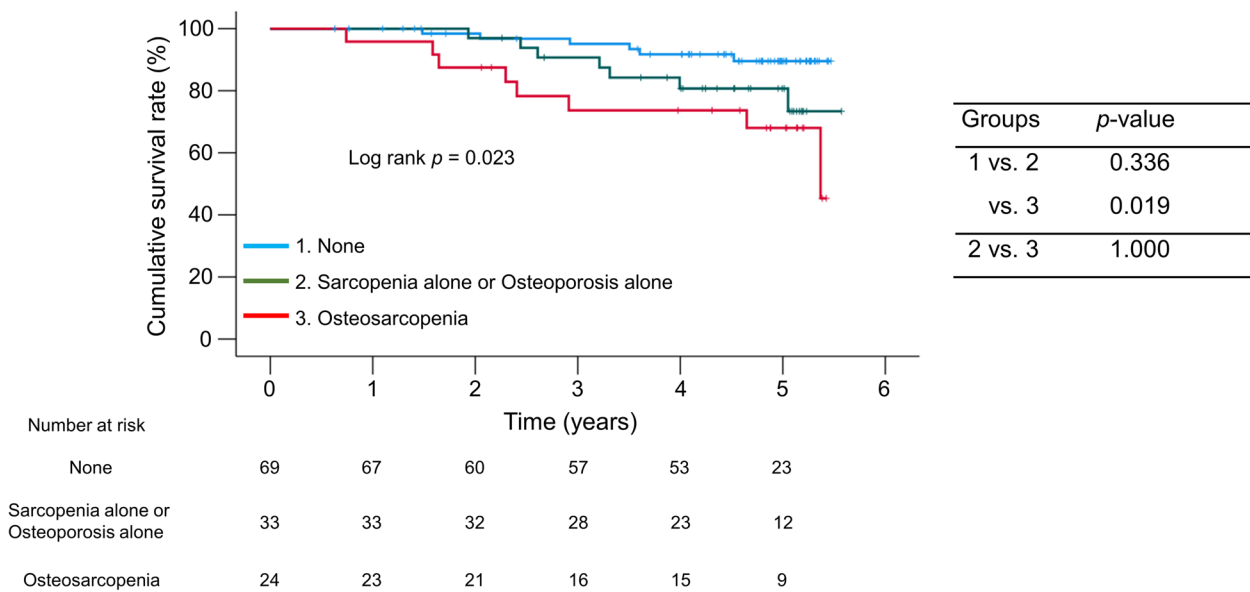 Cumulative survival rate (%)
100
80
60
40
20
0
Log rank p = 0.023
1. None
2. Sarcopenia alone or Osteoporosis alone
3. Osteosarcopenia
0 1 2 3 4 5 6
Time (years)
Groups p-value
1 vs. 2 0.336
vs. 3 0.019
2 vs. 3 1.000
Number at risk
None 69 67 60 57 53 23
Sarcopenia alone or
Osteoporosis alone 33 33 32 28 23 12
Osteosarcopenia 24 23 21 16 15 9